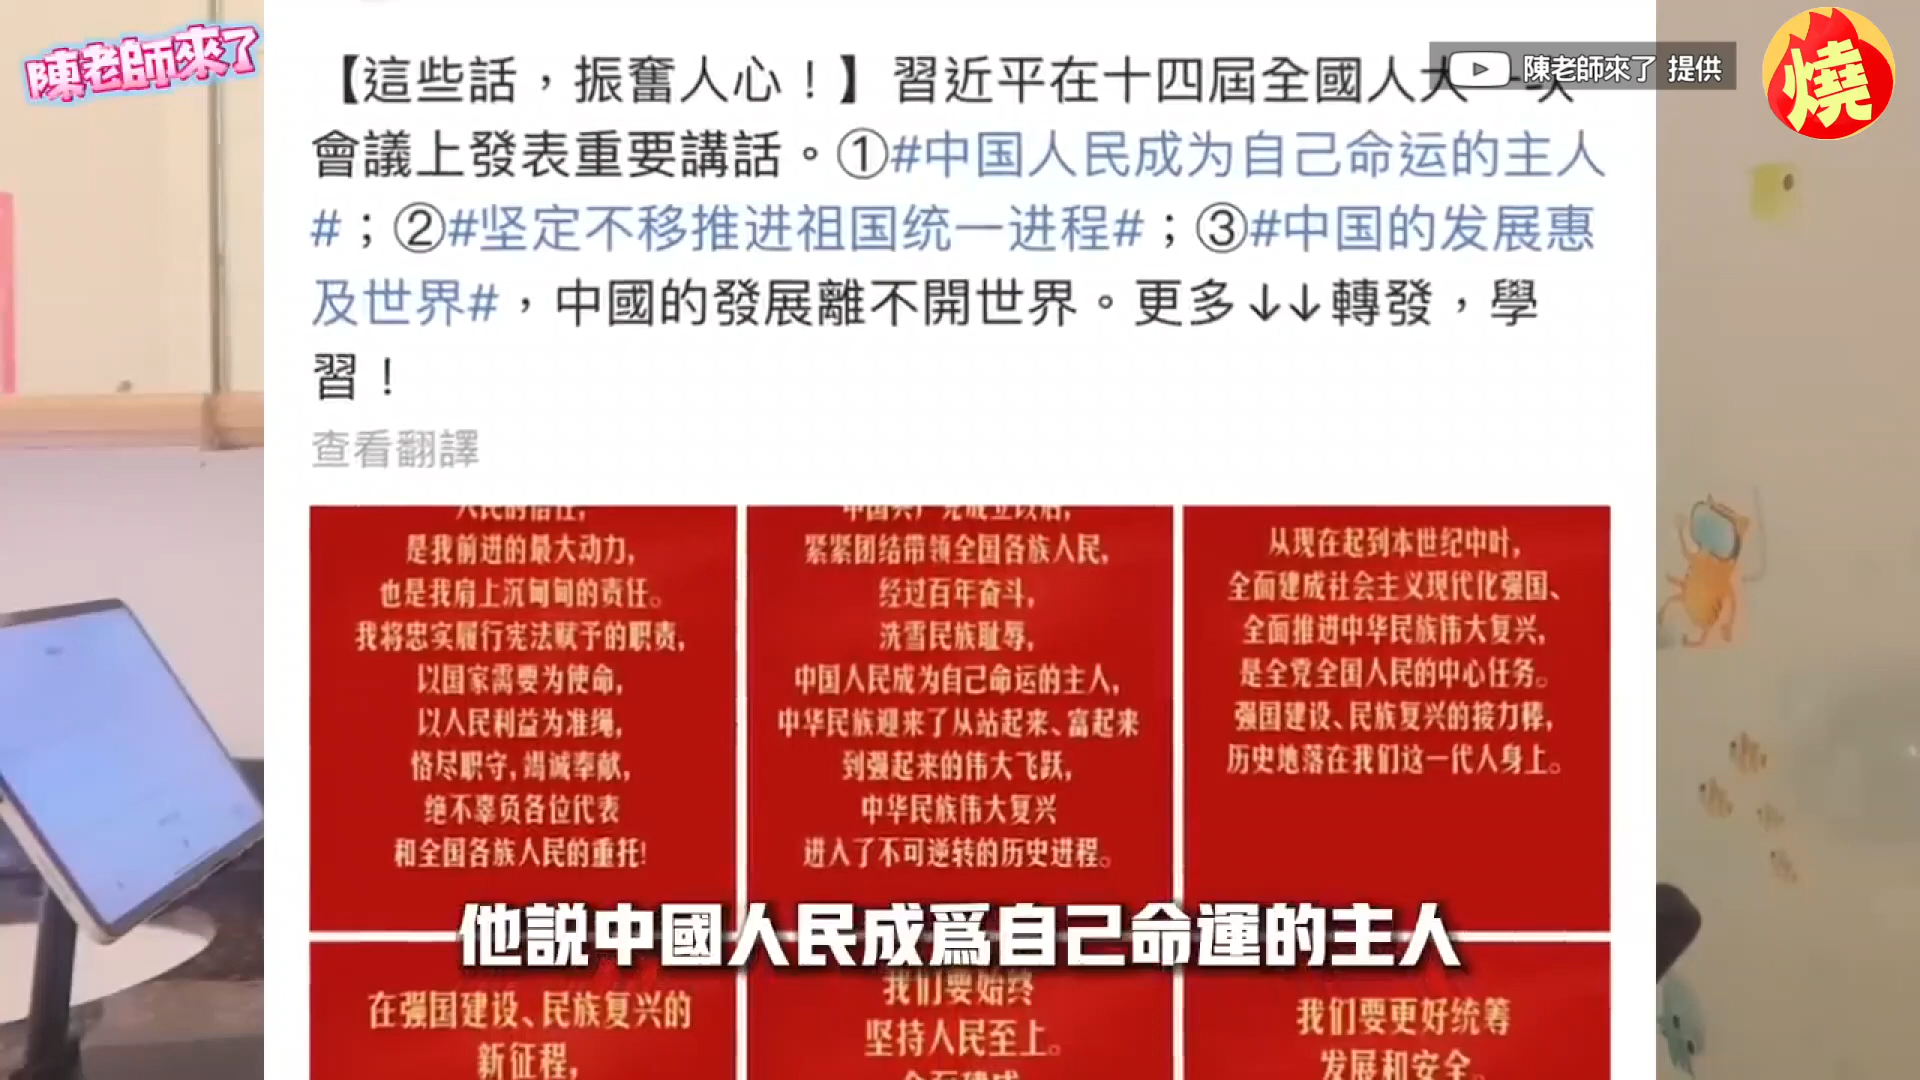 陳老師來了
陳老師來了 提供
燒
【這些話，振奮人心！】習近平在十四屆全國人大一次
會議上發表重要講話。①#中国人民成为自己命运的主人
#；②#坚定不移推进祖国统一进程#；③#中国的发展惠
及世界#，中國的發展離不開世界。更多↓↓轉發，學
習！
查看翻譯
人民的信任，
是我前进的最大动力，
也是我肩上沉甸甸的责任。
我将忠实履行宪法赋予的职责，
以国家需要为使命，
以人民利益为准绳，
恪尽职守，竭诚奉献，
绝不辜负各位代表
和全国各族人民的重托！
中国共产党成立以后，
紧紧团结带领全国各族人民，
经过百年奋斗，
洗雪民族耻辱，
中国人民成为自己命运的主人，
中华民族迎来了从站起来、富起来
到强起来的伟大飞跃，
中华民族伟大复兴
进入了不可逆转的历史进程。
从现在起到本世纪中叶，
全面建成社会主义现代化强国、
全面推进中华民族伟大复兴，
是全党全国人民的中心任务。
强国建设、民族复兴的接力棒，
历史地落在我们这一代人身上。
他説中國人民成爲自己命運的主人
在强国建设、民族复兴的
新征程，
我们要始终
坚持人民至上。
我们要更好统筹
发展和安全。